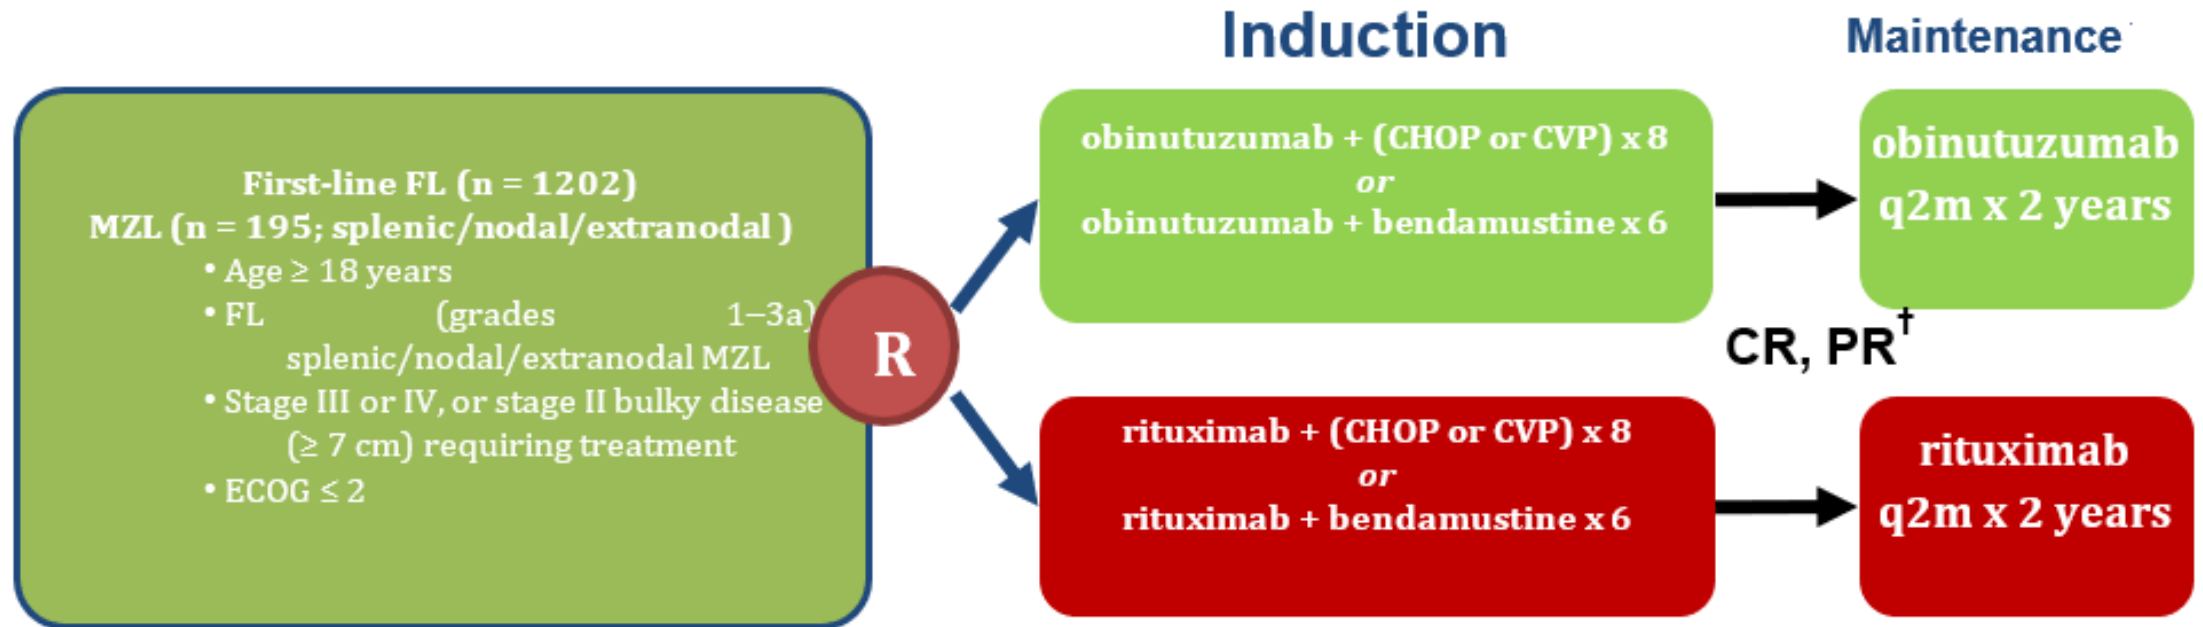 Induction
Maintenance
First-line FL (n = 1202)
MZL (n = 195; splenic/nodal/extranodal )
• Age ≥ 18 years
• FL (grades 1–3a)
splenic/nodal/extranodal MZL
• Stage III or IV, or stage II bulky disease
(≥ 7 cm) requiring treatment
• ECOG ≤ 2
R
obinutuzumab + (CHOP or CVP) x 8
or
obinutuzumab + bendamustine x 6
obinutuzumab
q2m x 2 years
CR, PR†
rituximab + (CHOP or CVP) x 8
or
rituximab + bendamustine x 6
rituximab
q2m x 2 years